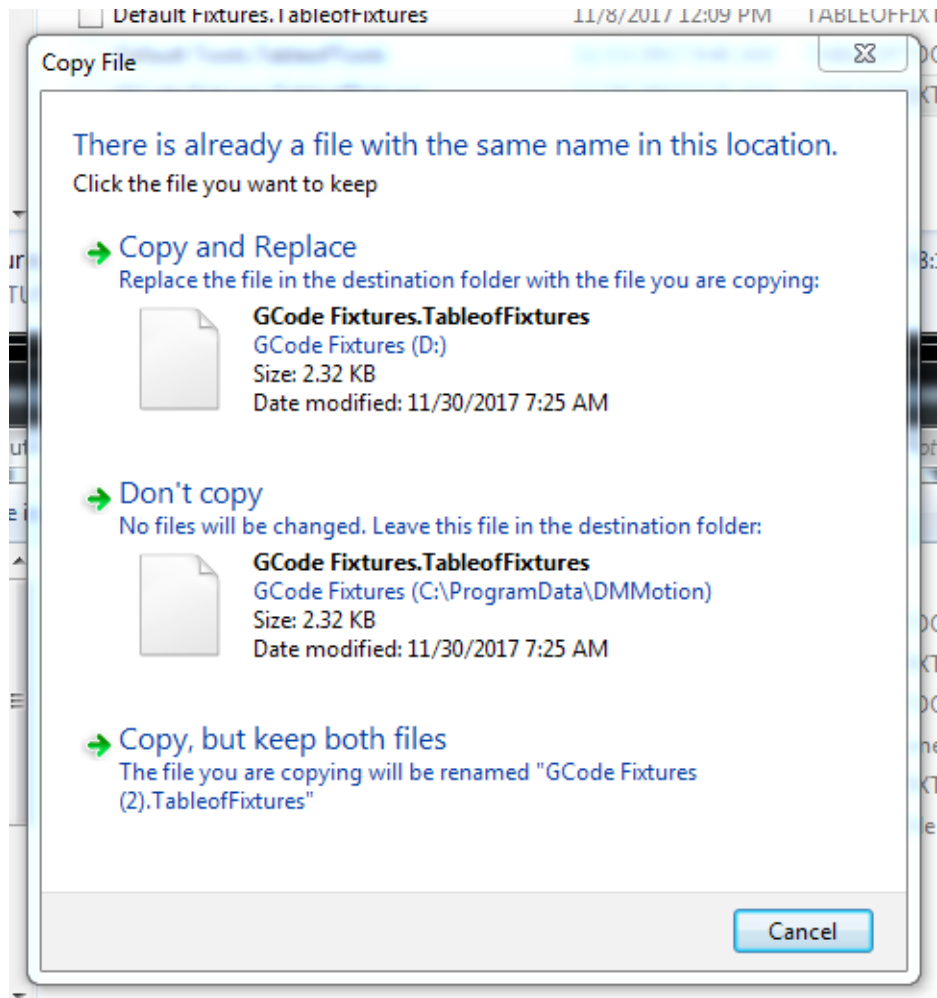 Default Fixtures.TableofFixtures 11/8/2017 12:09 PM TABLEOFFIXT
Copy File
There is already a file with the same name in this location.
Click the file you want to keep
Copy and Replace
Replace the file in the destination folder with the file you are copying:
GCode Fixtures.TableofFixtures
GCode Fixtures (D:)
Size: 2.32 KB
Date modified: 11/30/2017 7:25 AM
Don't copy
No files will be changed. Leave this file in the destination folder:
GCode Fixtures.TableofFixtures
GCode Fixtures (C:\ProgramData\DMMotion)
Size: 2.32 KB
Date modified: 11/30/2017 7:25 AM
Copy, but keep both files
The file you are copying will be renamed "GCode Fixtures
(2).TableofFixtures"
Cancel